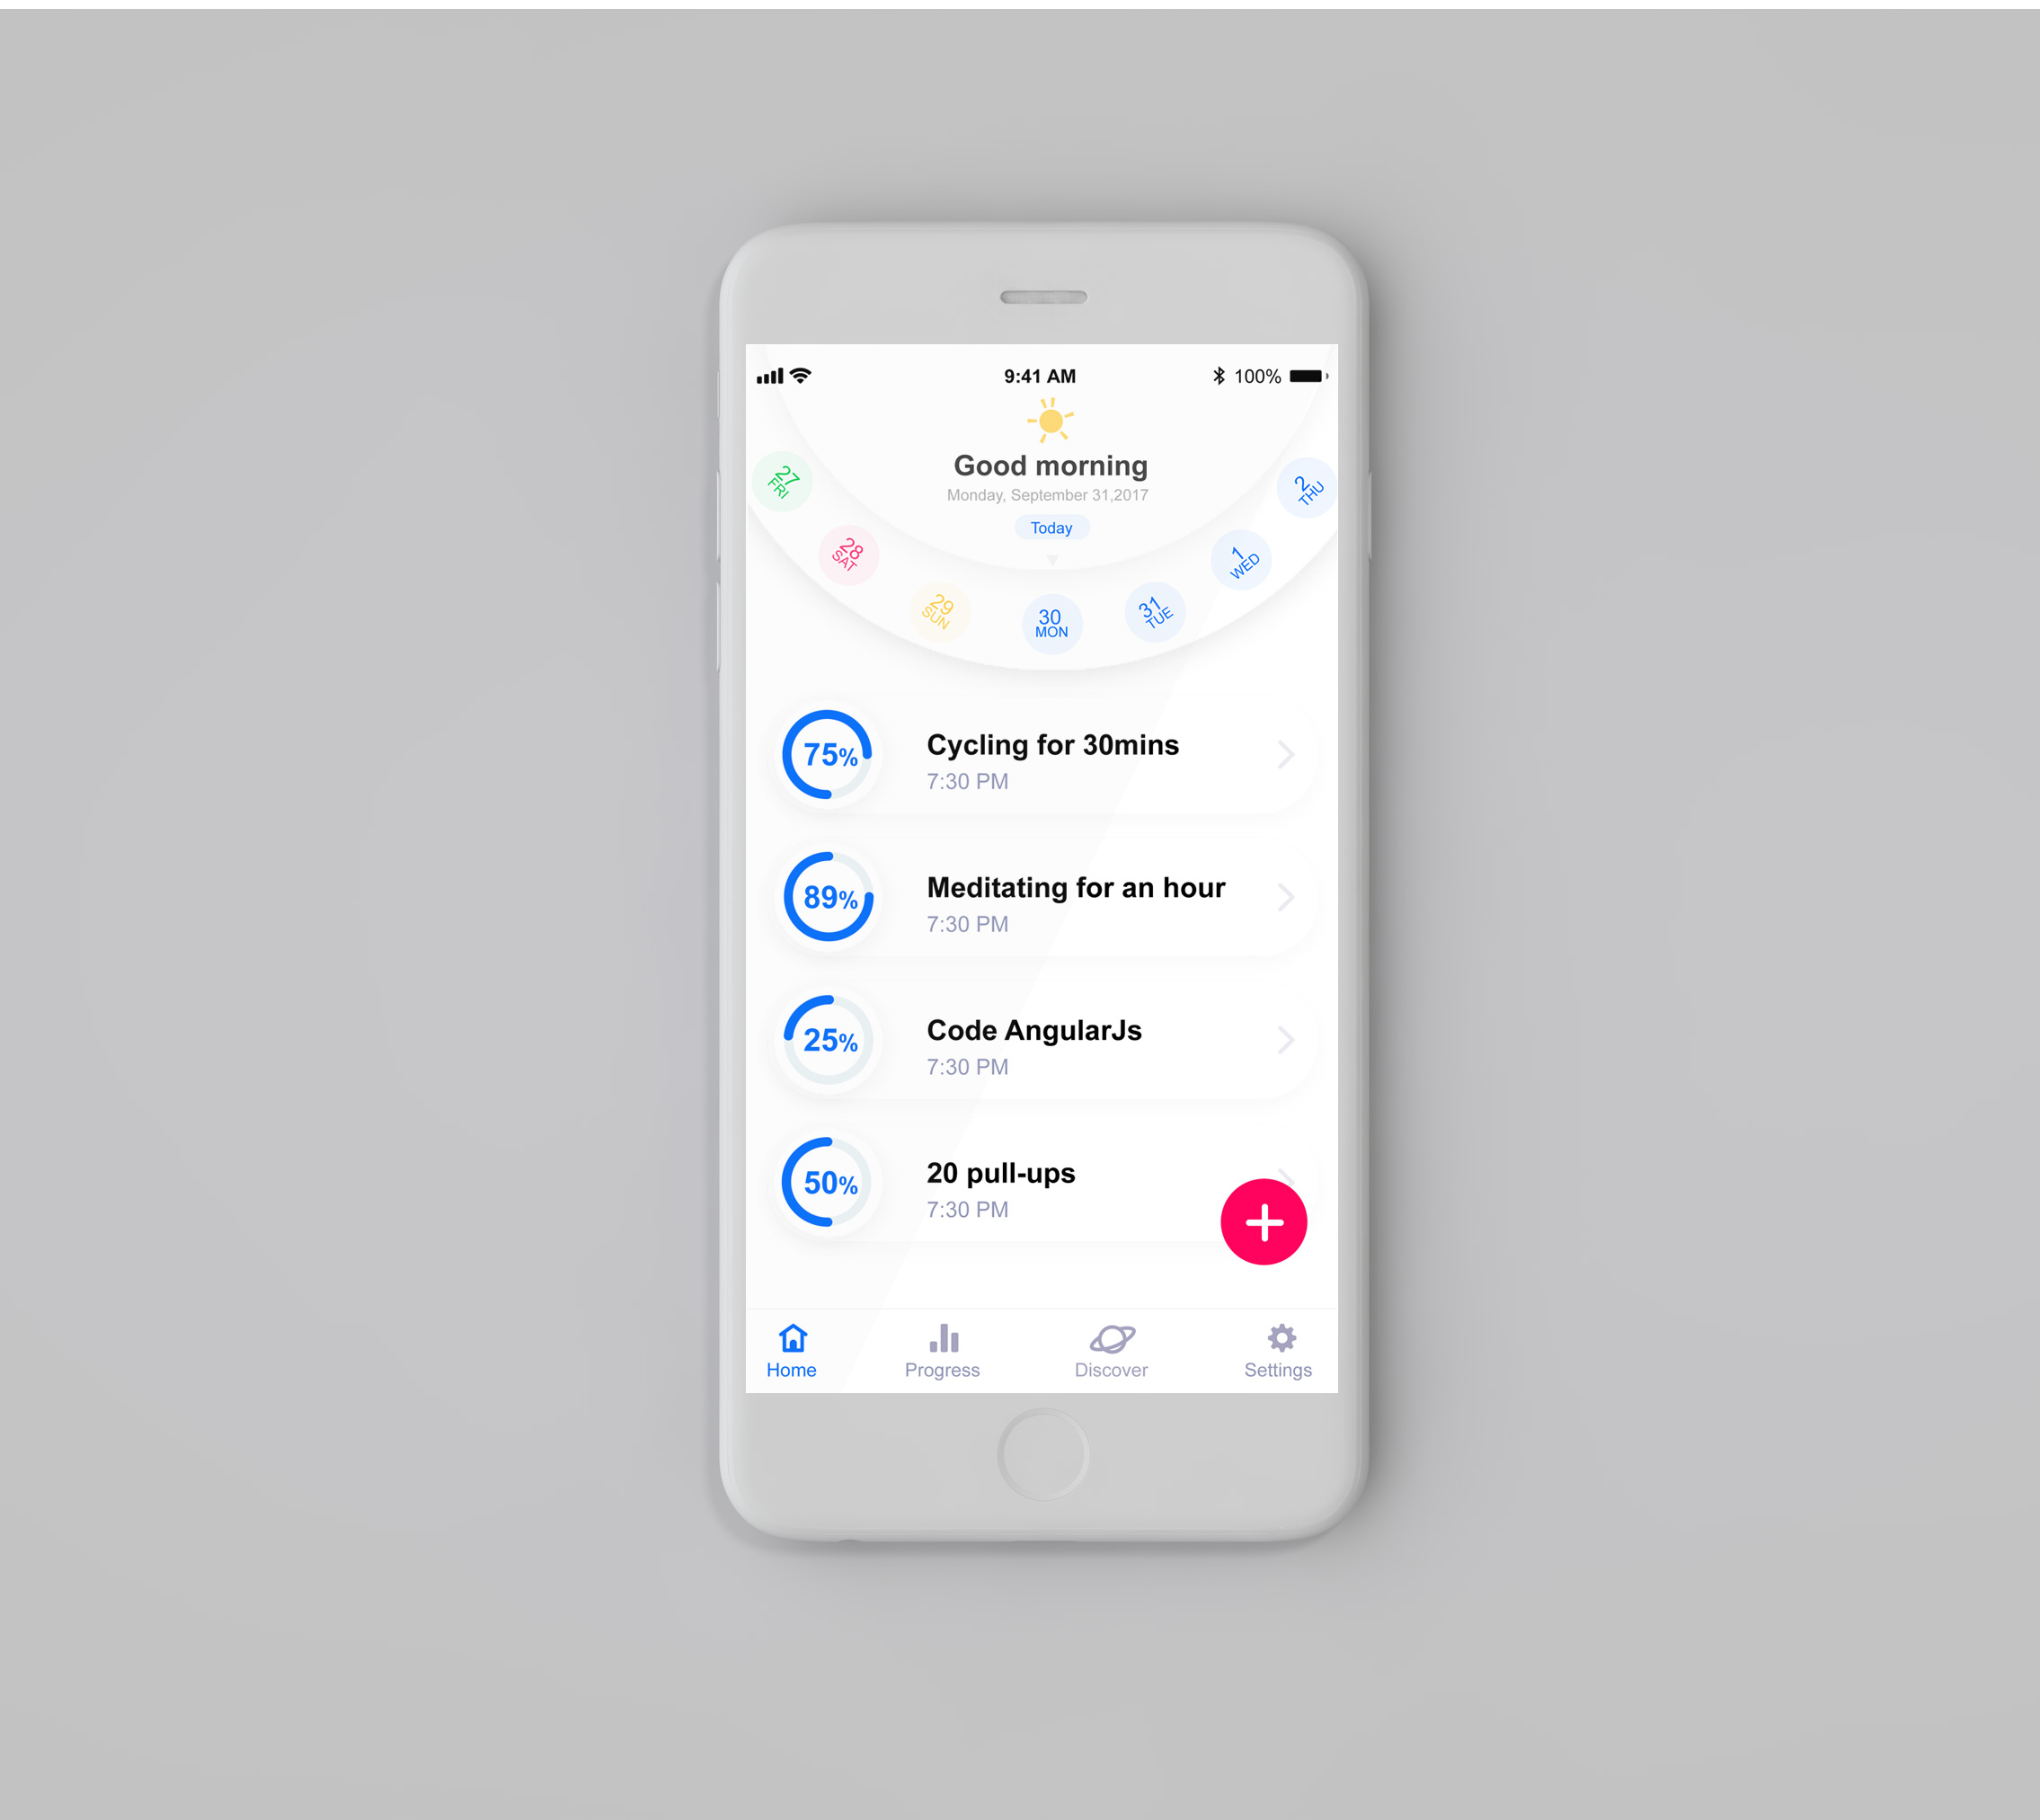 9:41 AM
100%
Good morning
Monday, September 31,2017
Today
27
FRI
28
SAT
29
SUN
30
MON
31
TUE
1
WED
2
THU
75%
Cycling for 30mins
7:30 PM
89%
Meditating for an hour
7:30 PM
25%
Code AngularJs
7:30 PM
50%
20 pull-ups
7:30 PM
Home
Progress
Discover
Settings